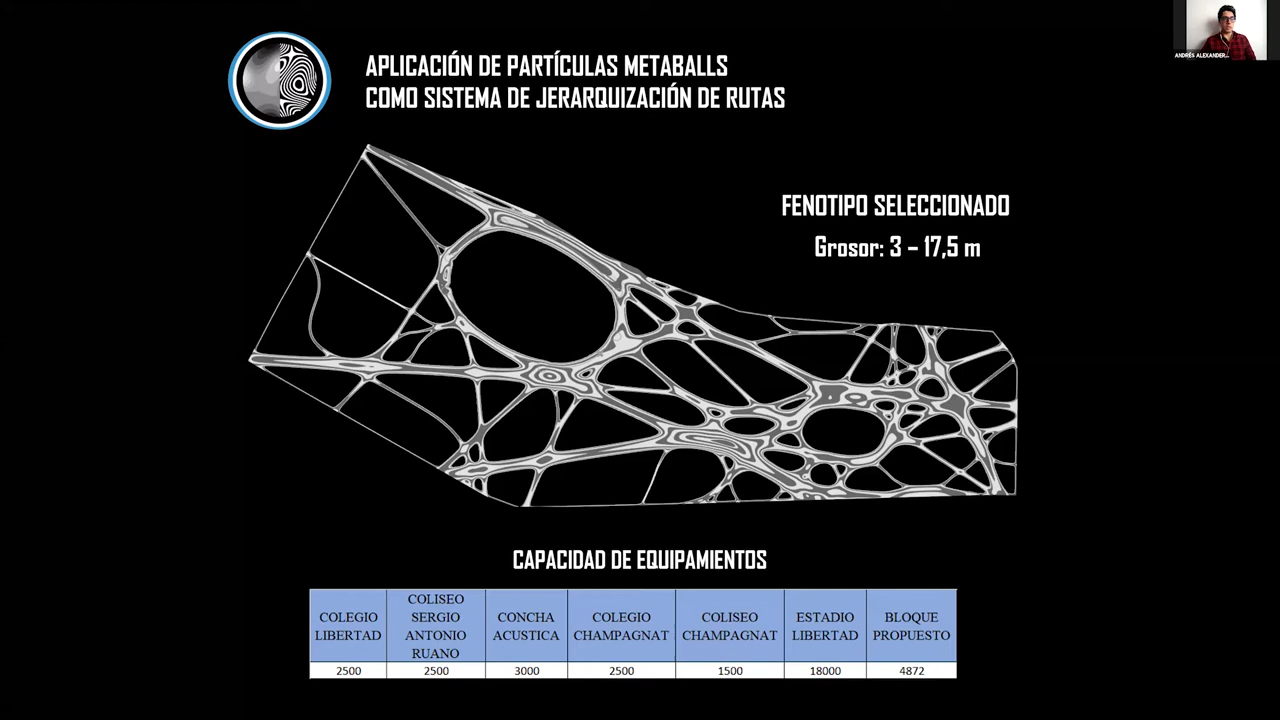 ANDRÉS ALEXANDER...
APLICACIÓN DE PARTÍCULAS METABALLS
COMO SISTEMA DE JERARQUIZACIÓN DE RUTAS
FENOTIPO SELECCIONADO
Grosor: 3 – 17,5 m
CAPACIDAD DE EQUIPAMIENTOS
COLEGIO
LIBERTAD
COLISEO
SERGIO
ANTONIO
RUANO
CONCHA
ACUSTICA
COLEGIO
CHAMPAGNAT
COLISEO
CHAMPAGNAT
ESTADIO
LIBERTAD
BLOQUE
PROPUESTO
2500
2500
3000
2500
1500
18000
4872